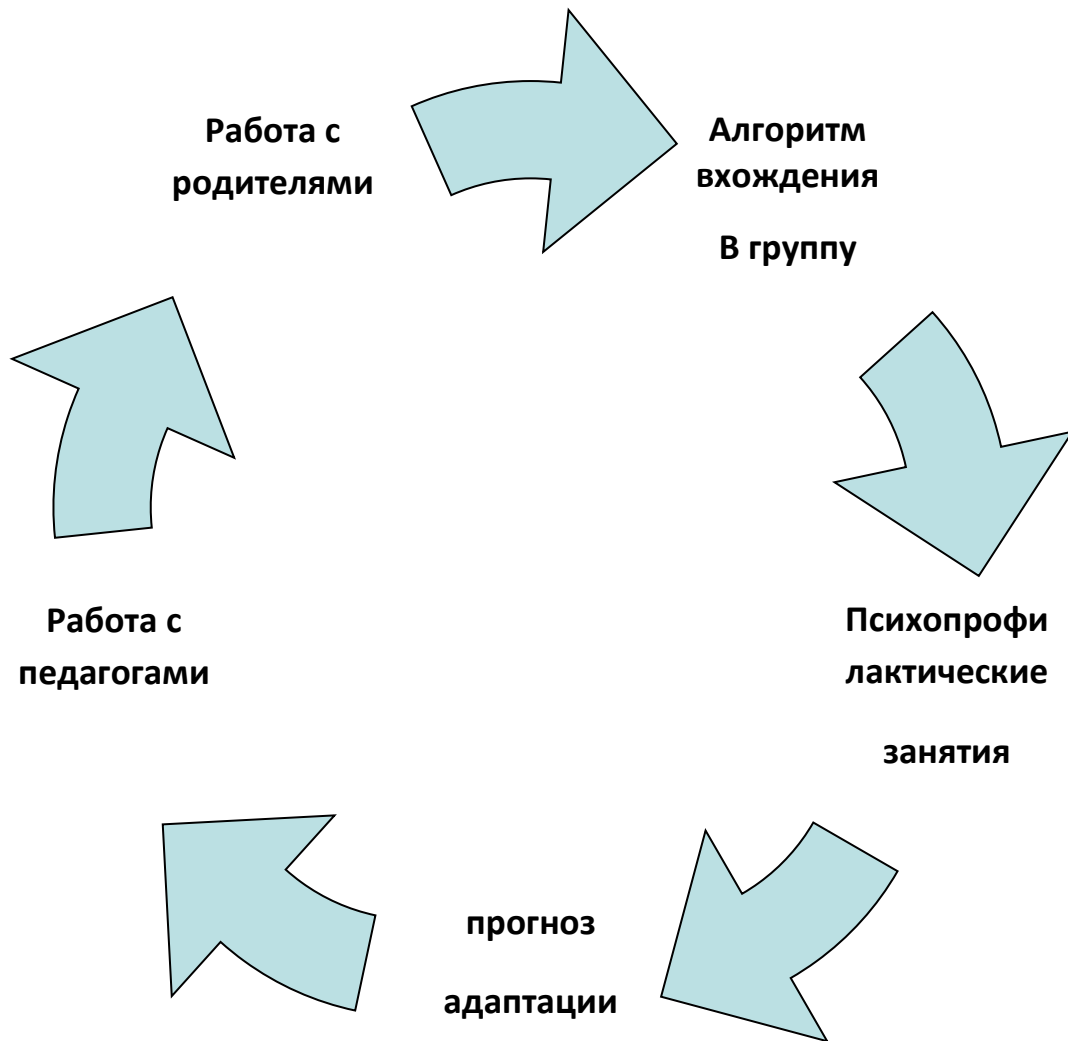 Работа с
родителями
Алгоритм
вхождения
В группу
Работа с
педагогами
Психопрофи
лактические
занятия
прогноз
адаптации